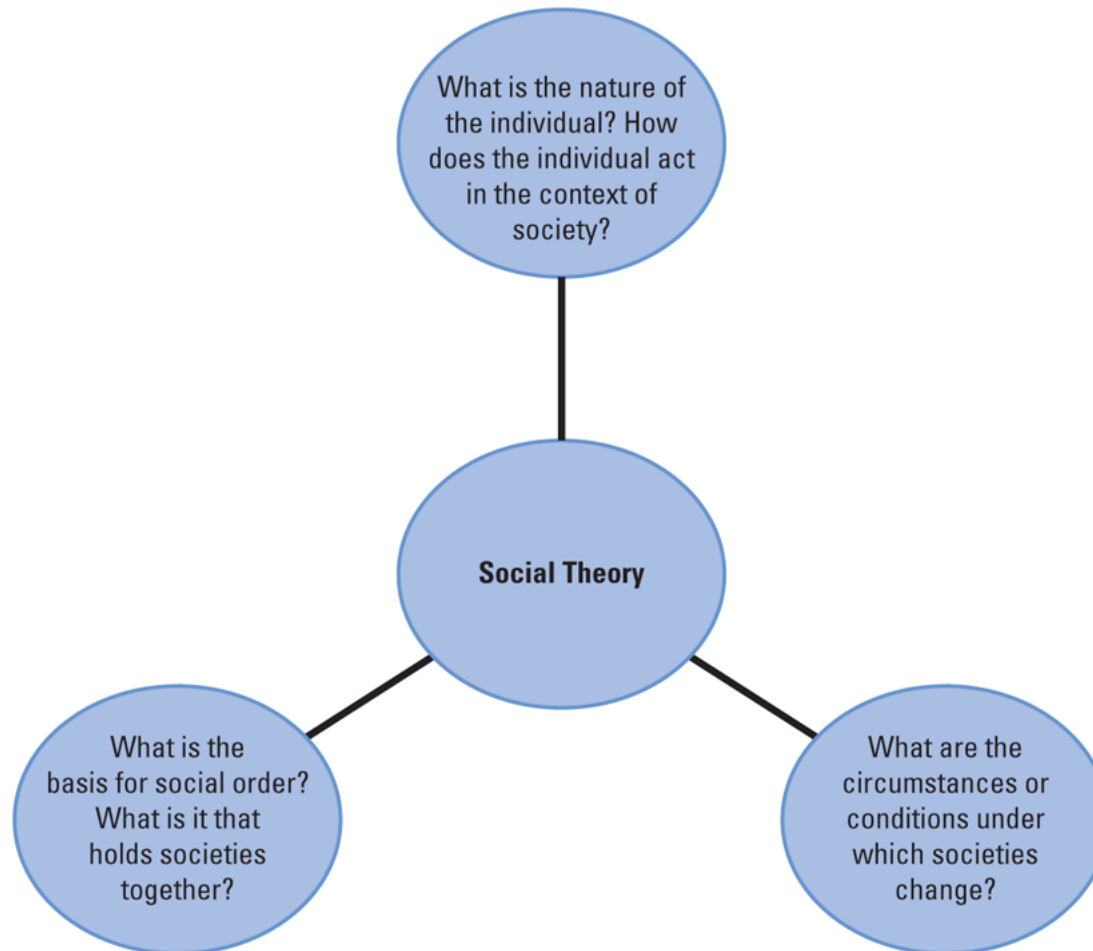 What is the nature of
the individual? How
does the individual act
in the context of
society?
Social Theory
What is the
basis for social order?
What is it that
holds societies
together?
What are the
circumstances or
conditions under
which societies
change?